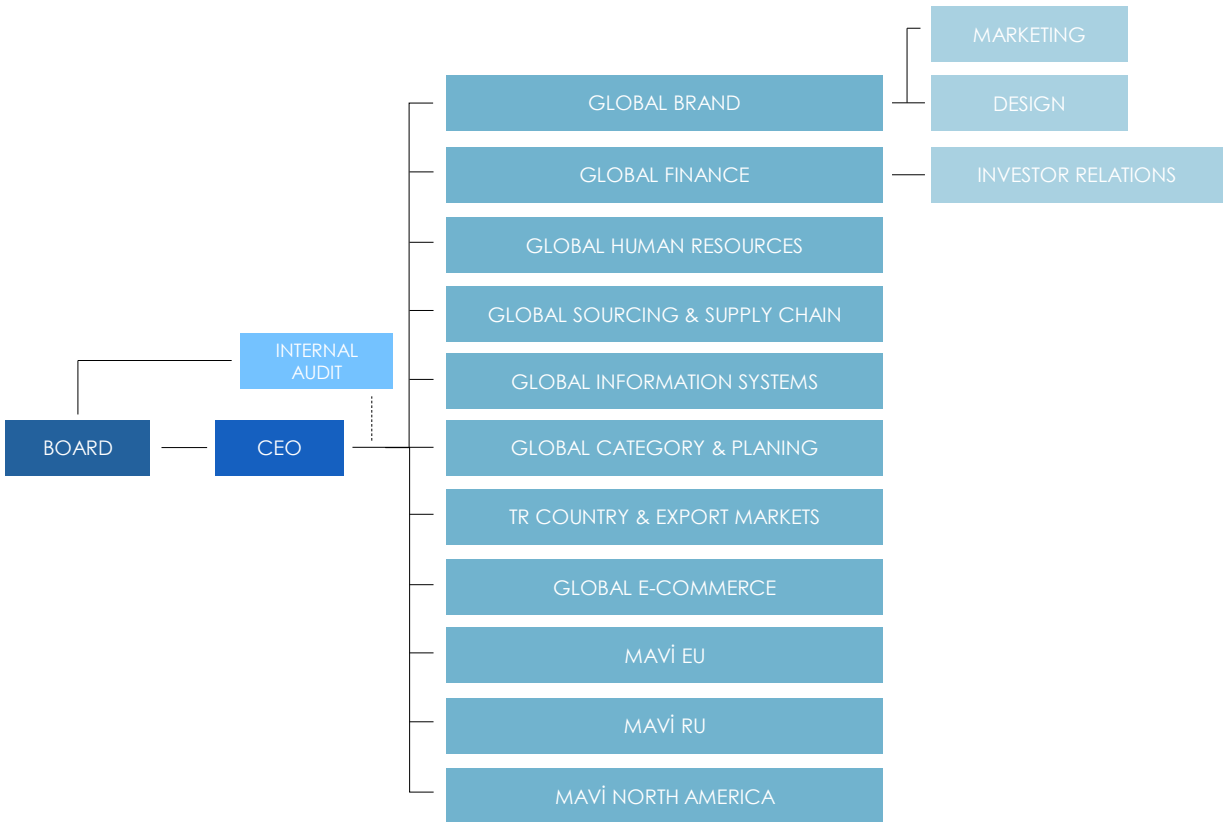 MARKETING
GLOBAL BRAND
DESIGN
GLOBAL FINANCE
INVESTOR RELATIONS
GLOBAL HUMAN RESOURCES
GLOBAL SOURCING & SUPPLY CHAIN
INTERNAL
AUDIT
GLOBAL INFORMATION SYSTEMS
BOARD
CEO
GLOBAL CATEGORY & PLANING
TR COUNTRY & EXPORT MARKETS
GLOBAL E-COMMERCE
MAVİ EU
MAVİ RU
MAVİ NORTH AMERICA